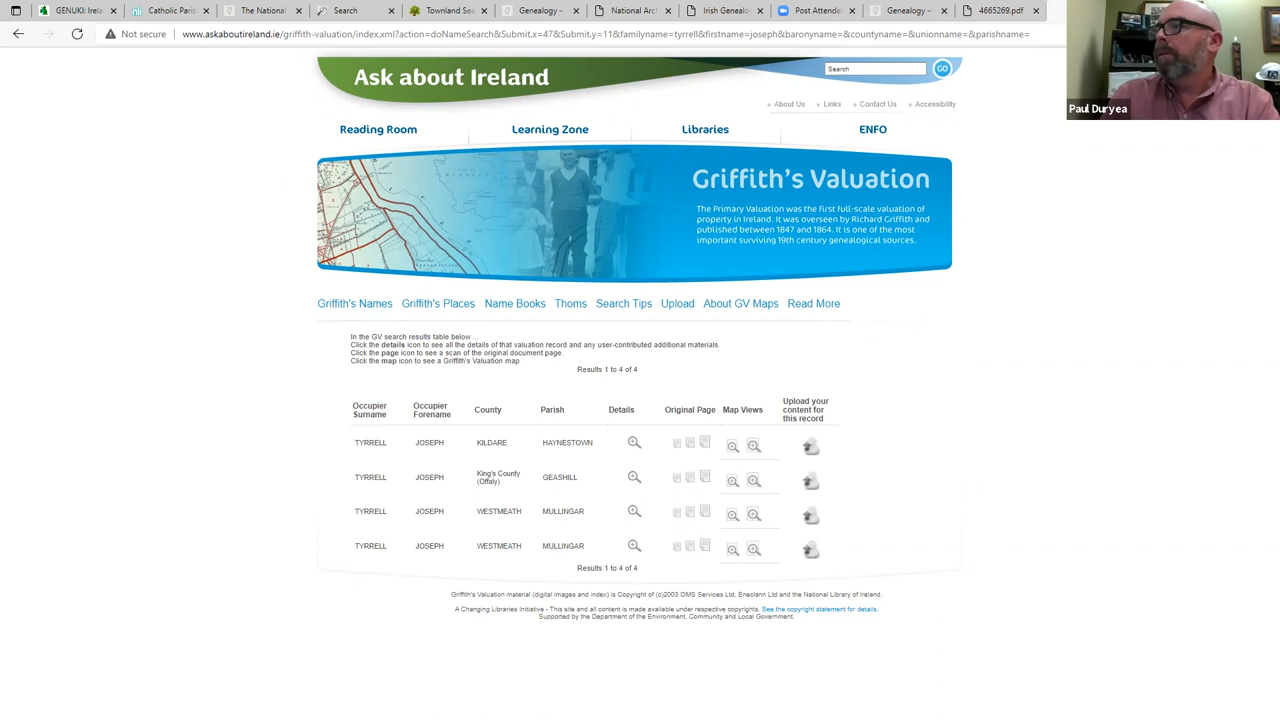 GENUKI: Irela
Catholic Paris
The National
Search
Townland Sea
Genealogy –
National Arch
Irish Genealo
Post Attende
Genealogy –
4665269.pdf
Not secure
www.askaboutireland.ie/griffith-valuation/index.xml?action=doNameSearch&Submit.x=47&Submit.y=11&familyname=tyrrell&firstname=joseph&baronyname=&countyname=&unionname=&parishname=
Ask about Ireland
Search
GO
About Us Links Contact Us Accessibility
Paul Duryea
Reading Room Learning Zone Libraries ENFO
Griffith's Valuation
The Primary Valuation was the first full-scale valuation of
property in Ireland. It was overseen by Richard Griffith and
published between 1847 and 1864. It is one of the most
important surviving 19th century genealogical sources.
Griffith's Names Griffith's Places Name Books Thoms Search Tips Upload About GV Maps Read More
In the GV search results table below ...
Click the details icon to see all the details of that valuation record and any user-contributed additional materials.
Click the page icon to see a scan of the original document page.
Click the map icon to see a Griffith's Valuation map
Results 1 to 4 of 4
Occupier Surname Occupier Forename County Parish Details Original Page Map Views Upload your content for this record
TYRRELL JOSEPH KILDARE HAYNESTOWN
TYRRELL JOSEPH King's County (Offaly) GEASHILL
TYRRELL JOSEPH WESTMEATH MULLINGAR
TYRRELL JOSEPH WESTMEATH MULLINGAR
Results 1 to 4 of 4
Griffith's Valuation material (digital images and index) is Copyright of (c)2003 OMS Services Ltd, Eneclann Ltd and the National Library of Ireland.
A Changing Libraries Initiative - This site and all content is made available under respective copyrights. See the copyright statement for details.
Supported by the Department of the Environment, Community and Local Government.